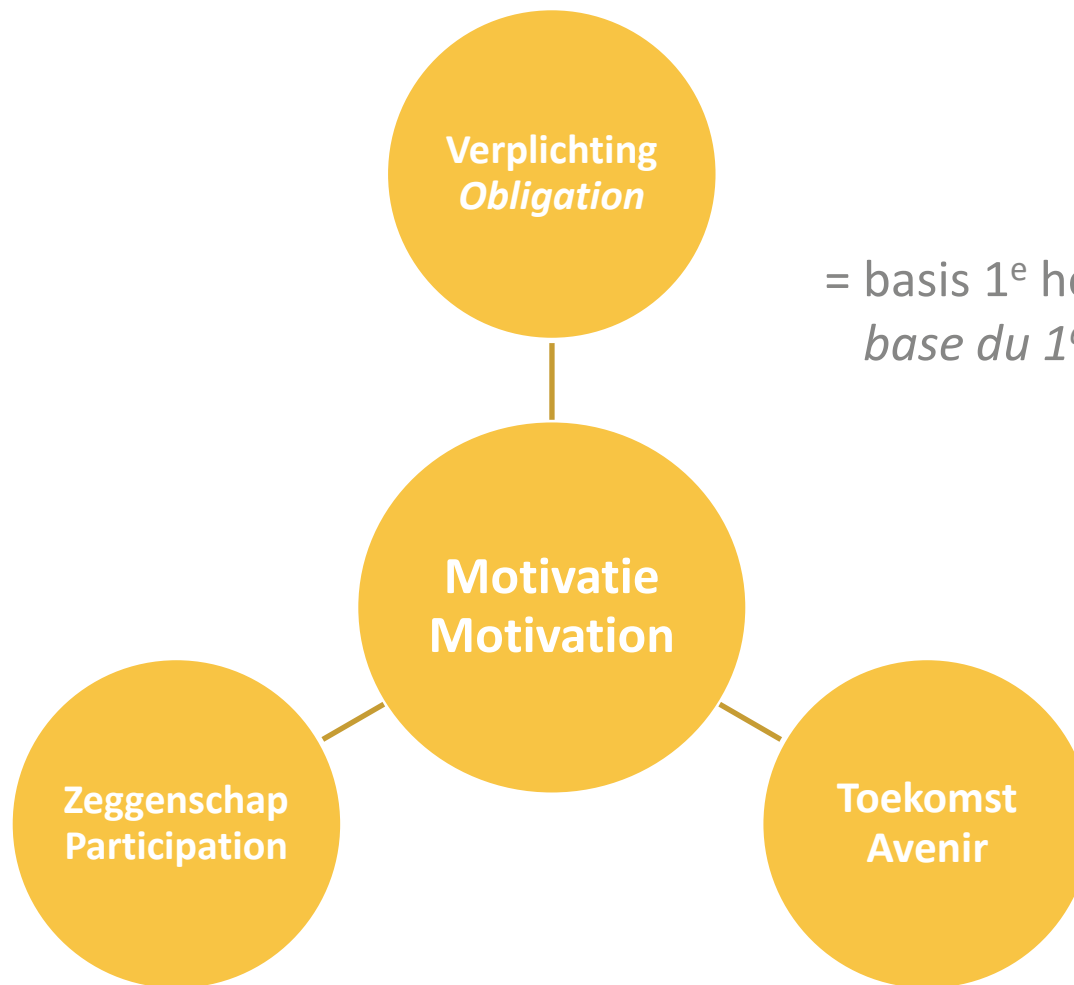 Verplichting
Obligation
= basis 1e
base du 1
Motivatie
Motivation
Zeggenschap
Participation
Toekomst
Avenir